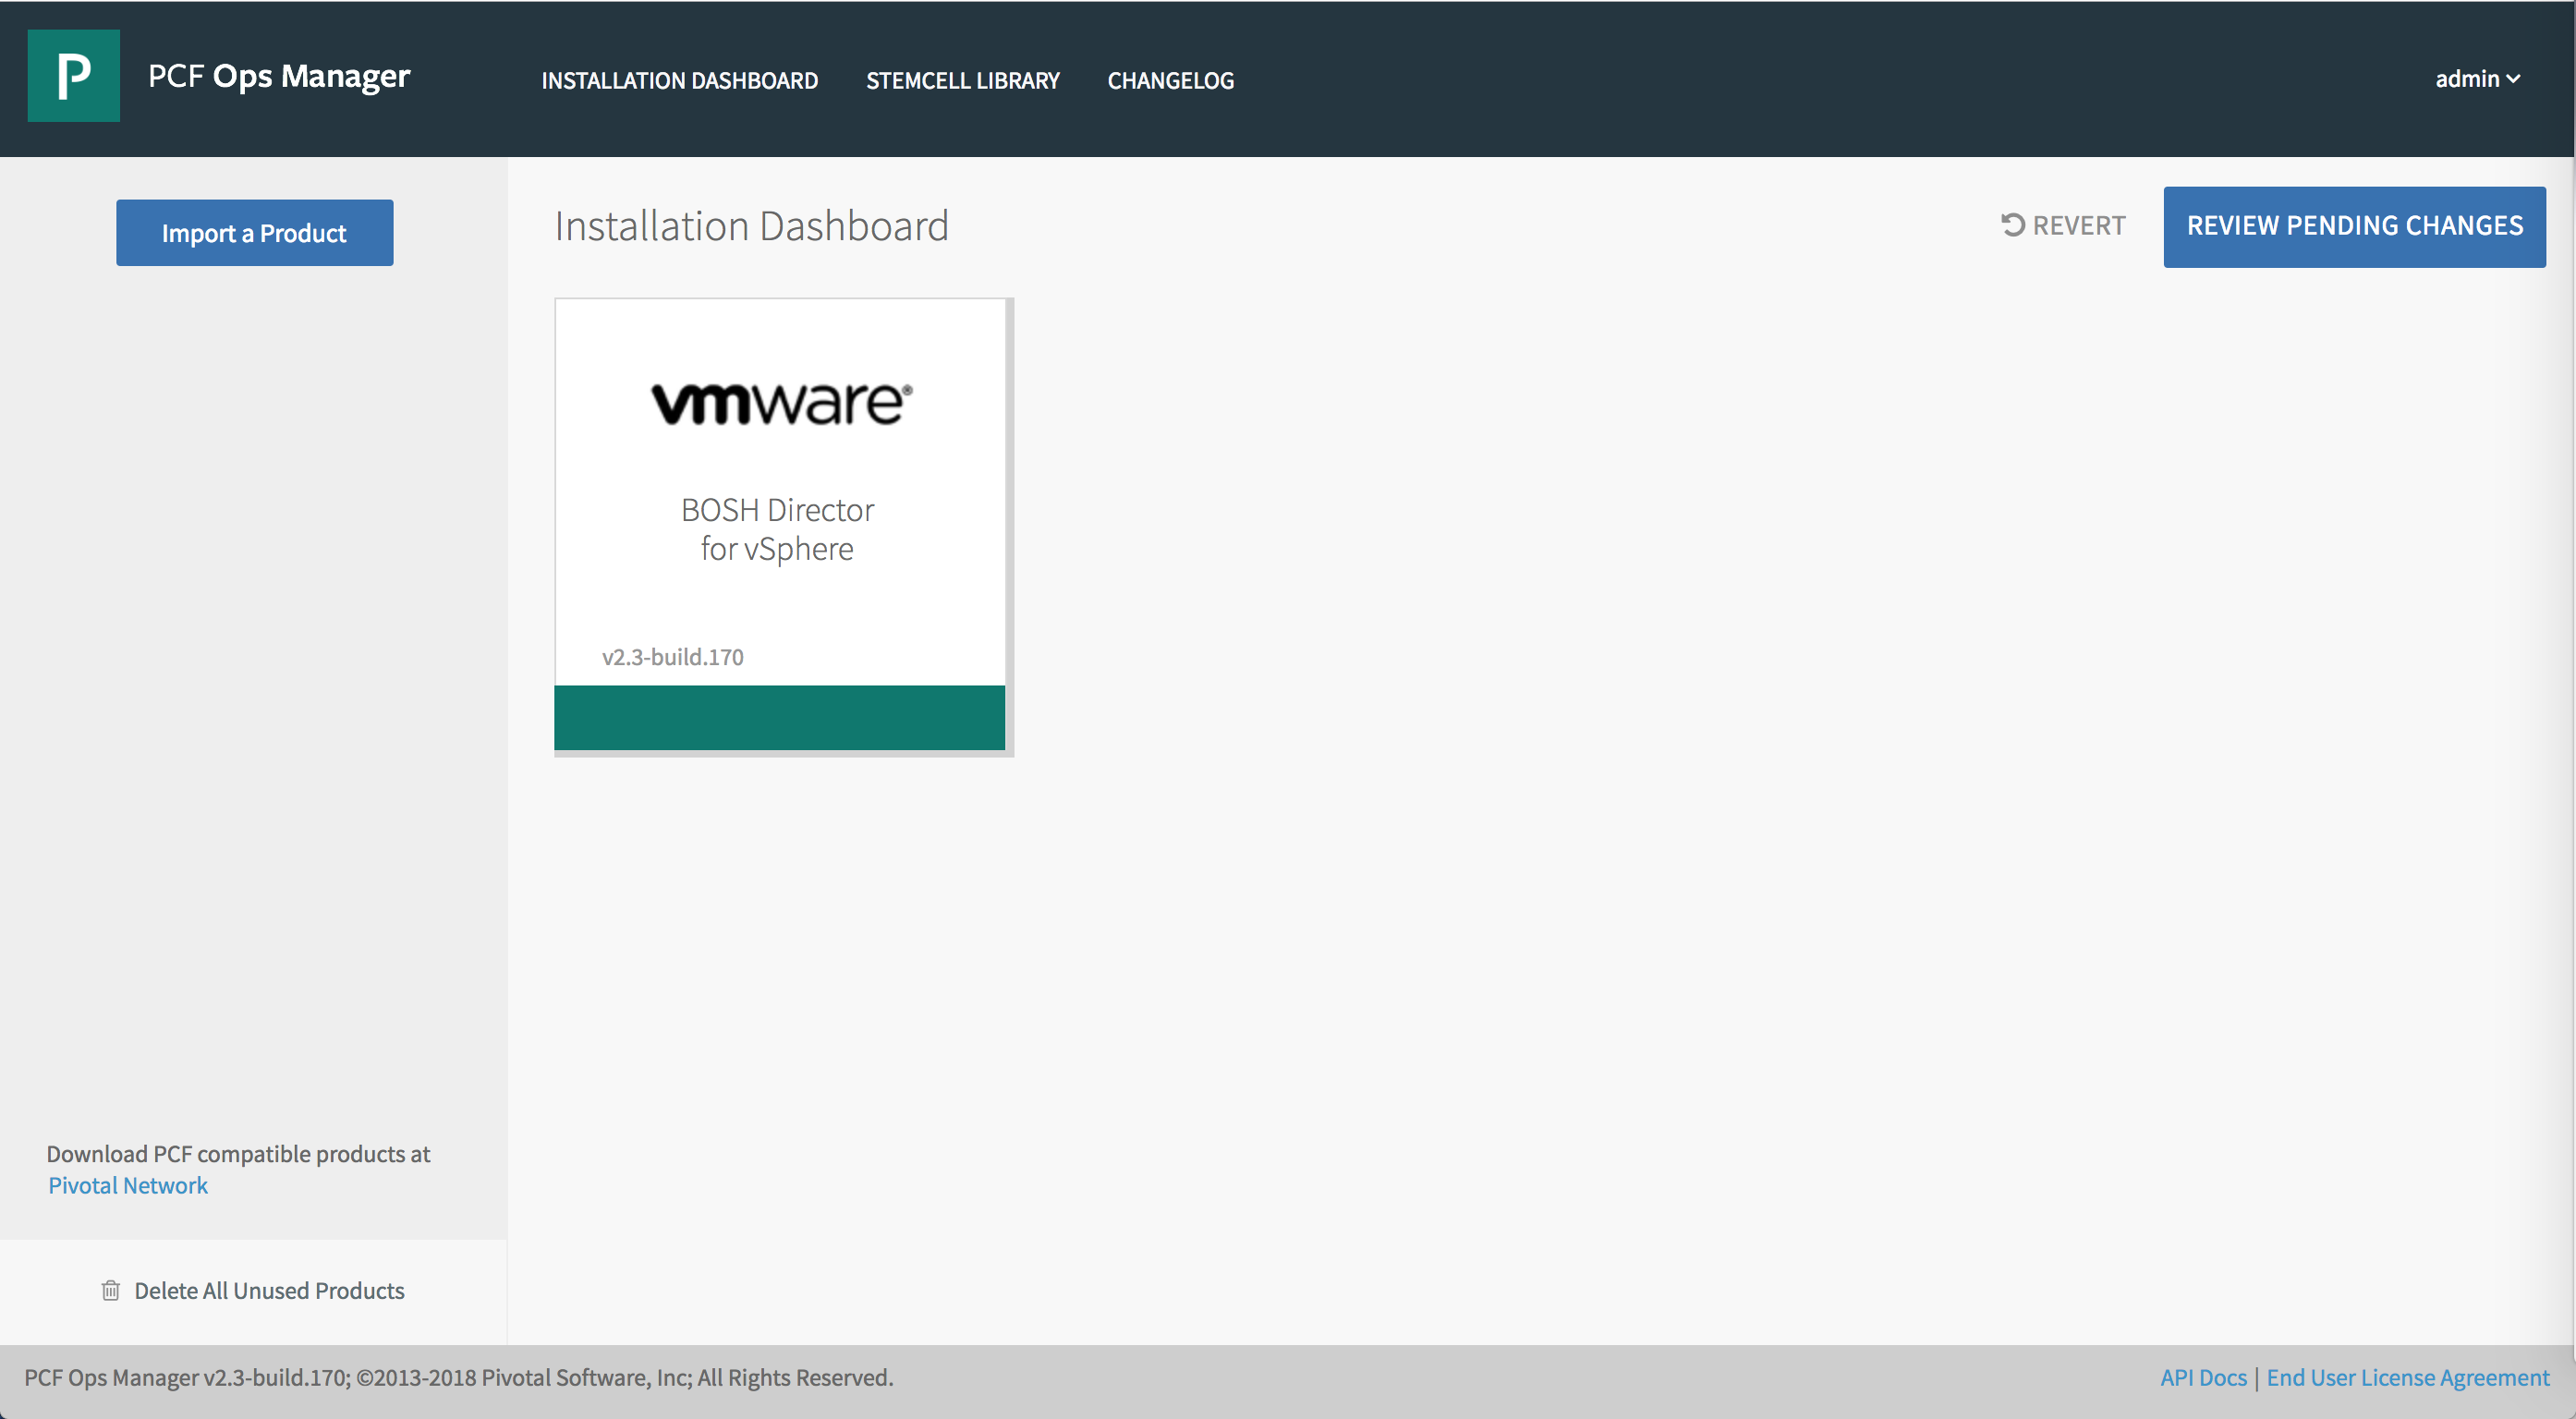 P
PCF Ops Manager
INSTALLATION DASHBOARD
STEMCELL LIBRARY
CHANGELOG
admin
Import a Product
Installation Dashboard
REVERT
REVIEW PENDING CHANGES
vmware®
BOSH Director
for vSphere
v2.3-build.170
Download PCF compatible products at
Pivotal Network
Delete All Unused Products
PCF Ops Manager v2.3-build.170; ©2013-2018 Pivotal Software, Inc; All Rights Reserved.
API Docs | End User License Agreement